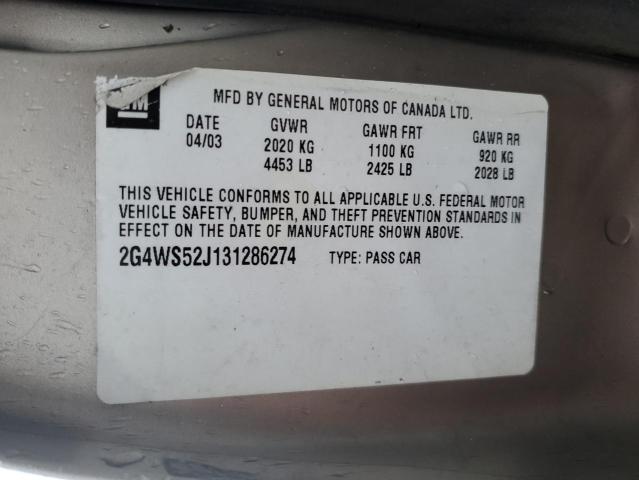 GM
MFD BY GENERAL MOTORS OF CANADA LTD.
DATE GVWR GAWR FRT GAWR RR
04/03 2020 KG 1100 KG 920 KG
4453 LB 2425 LB 2028 LB
THIS VEHICLE CONFORMS TO ALL APPLICABLE U.S. FEDERAL MOTOR
VEHICLE SAFETY, BUMPER, AND THEFT PREVENTION STANDARDS IN
EFFECT ON THE DATE OF MANUFACTURE SHOWN ABOVE.
2G4WS52J131286274 TYPE: PASS CAR